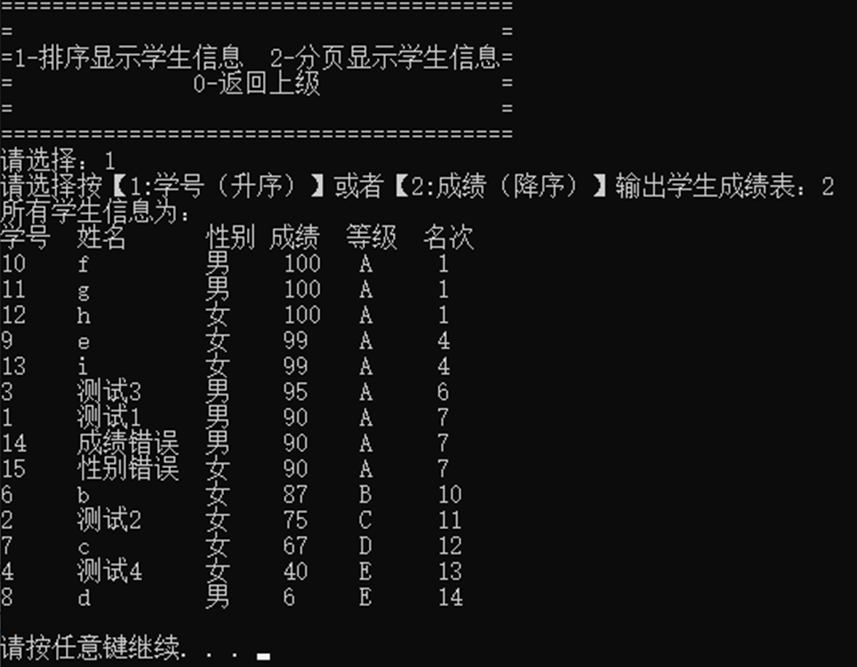 ========================================
=                                      =
=1-排序显示学生信息  2-分页显示学生信息=
=              0-返回上级              =
=                                      =
========================================
请选择：1
请选择按【1:学号（升序）】或者【2:成绩（降序）】输出学生成绩表：2
所有学生信息为：
学号  姓名      性别 成绩  等级  名次
10    f         男    100   A     1
11    g         男    100   A     1
12    h         女    100   A     1
9     e         女    99    A     4
13    i         女    99    A     4
3     测试3     男    95    A     6
1     测试1     男    90    A     7
14    成绩错误  男    90    A     7
15    性别错误  女    90    A     7
6     b         女    87    B     10
2     测试2     女    75    C     11
7     c         女    67    D     12
4     测试4     女    40    E     13
8     d         男    6     E     14
请按任意键继续. . .